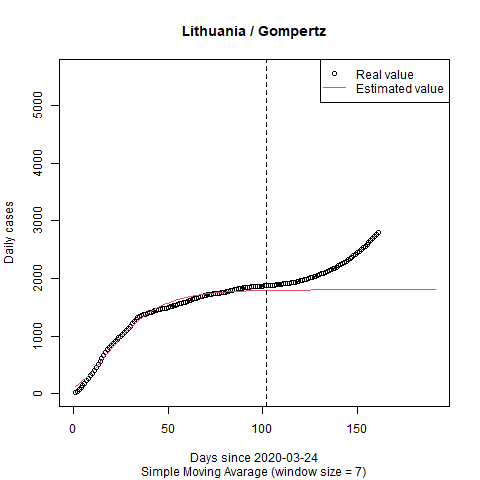 Lithuania / Gompertz
Real value
Estimated value
Daily cases
5000
4000
3000
2000
1000
0
0
50
100
150
Days since 2020-03-24
Simple Moving Avarage (window size = 7)